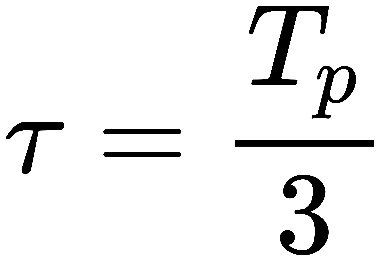 τ = T_p / 3